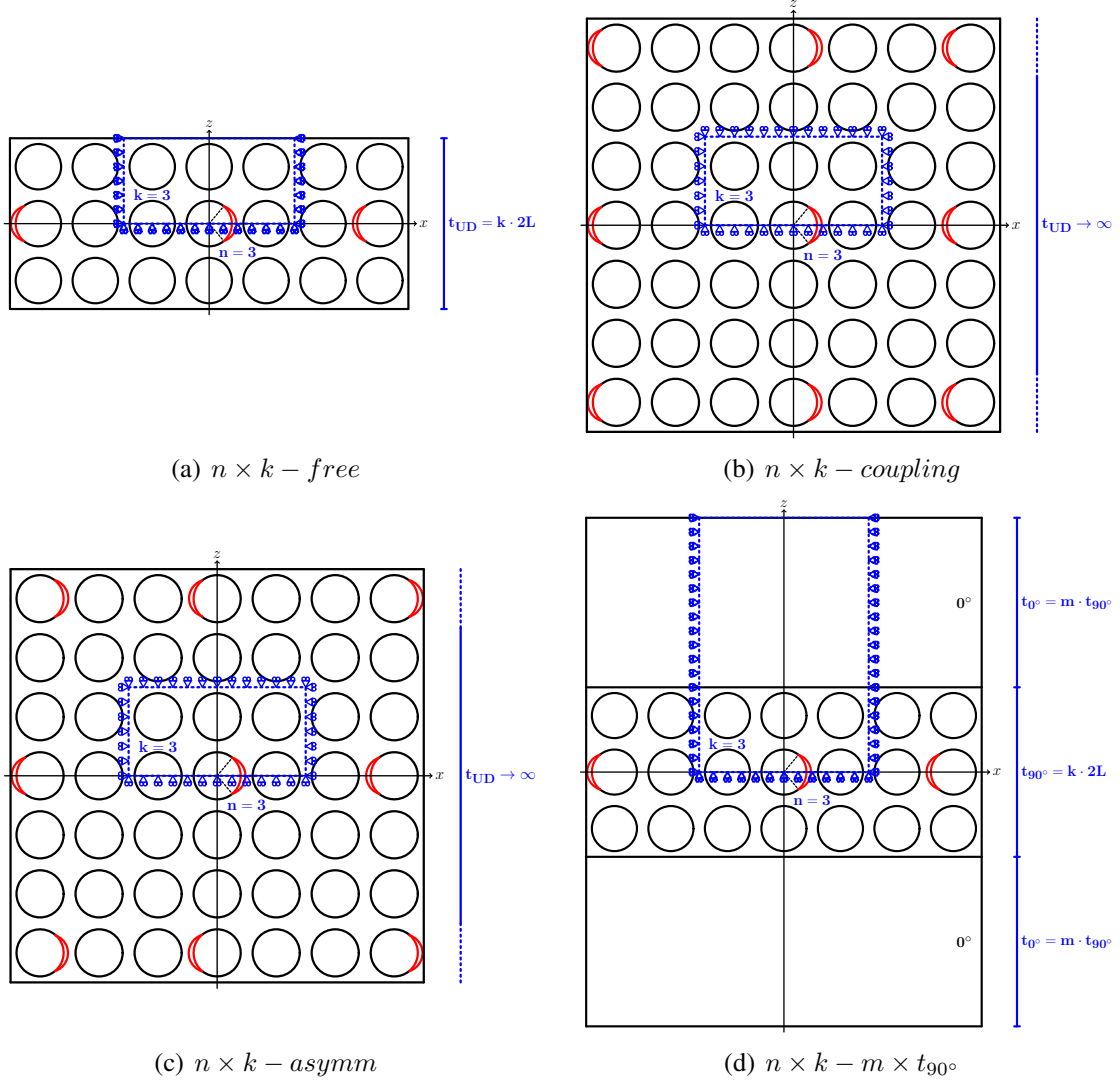 z
x
k = 3
n = 3
t_UD = k · 2L
(a) n × k − free
z
x
k = 3
n = 3
t_UD → ∞
(b) n × k − coupling
z
x
k = 3
n = 3
t_UD → ∞
(c) n × k − asymm
z
x
0°
k = 3
n = 3
0°
t_0° = m · t_90°
t_90° = k · 2L
t_0° = m · t_90°
(d) n × k − m × t_90°